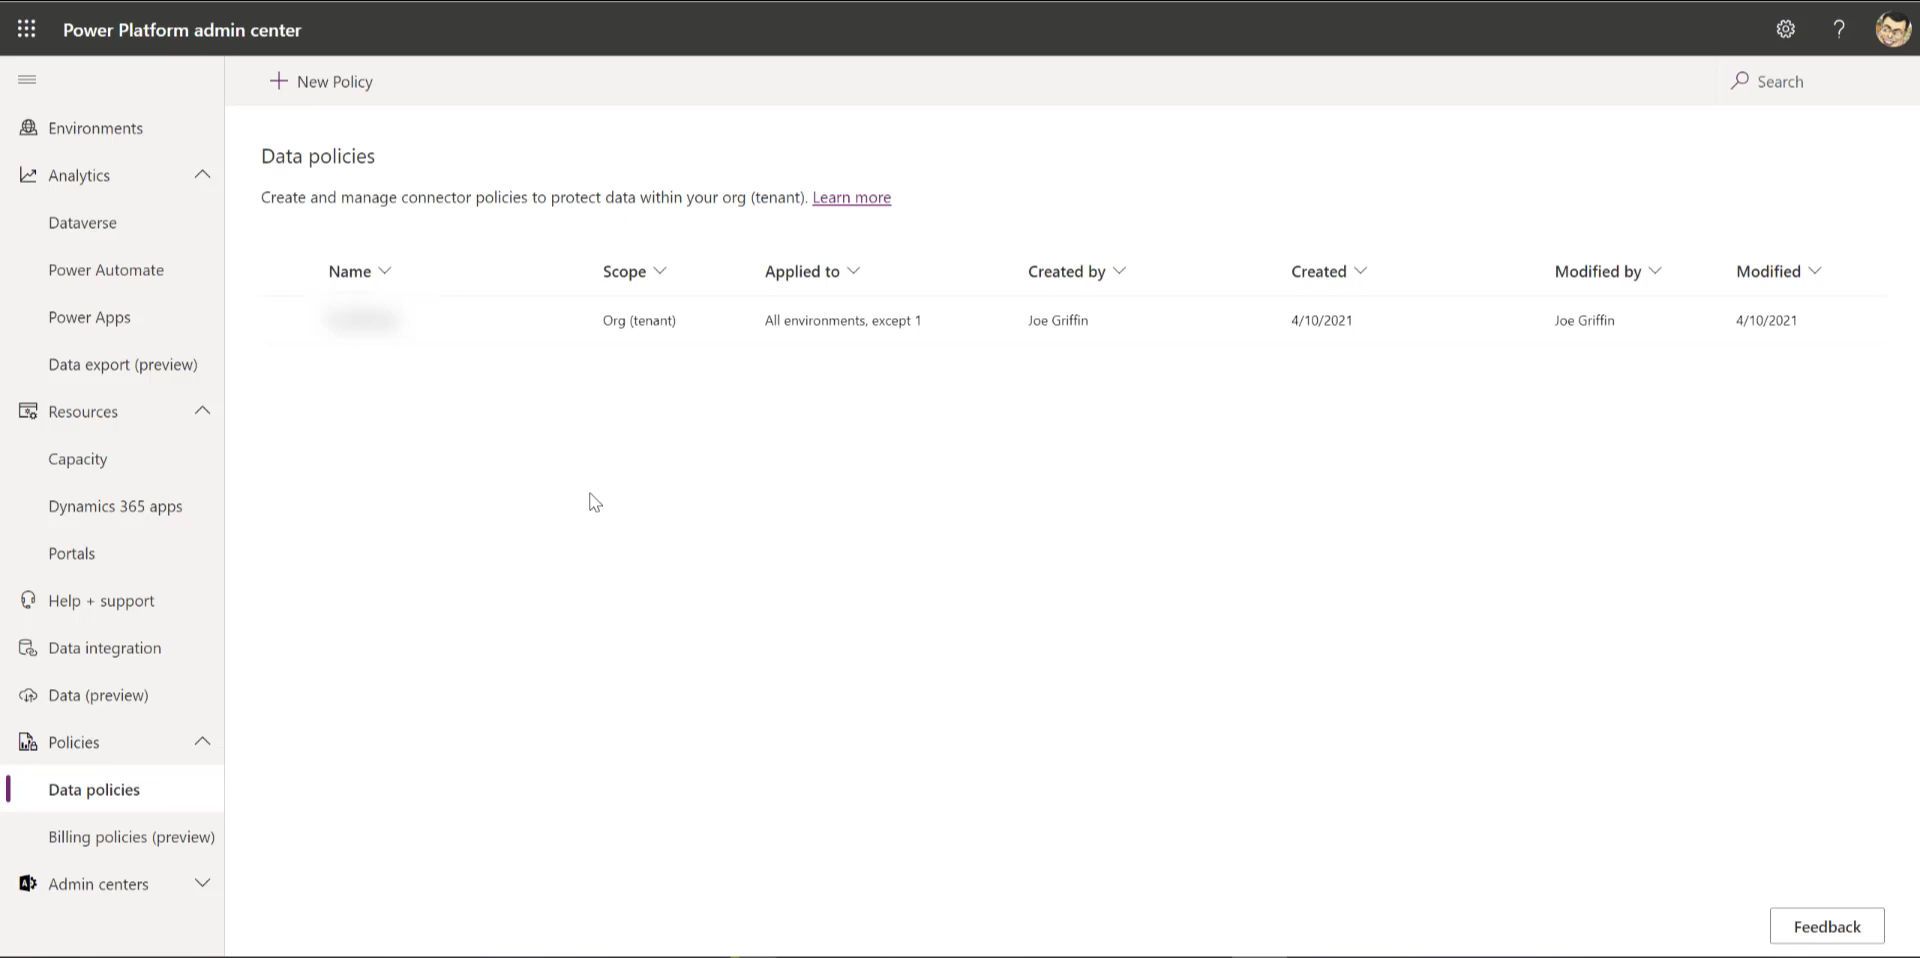 Power Platform admin center
New Policy
Search
Environments
Analytics
Dataverse
Power Automate
Power Apps
Data export (preview)
Resources
Capacity
Dynamics 365 apps
Portals
Help + support
Data integration
Data (preview)
Policies
Data policies
Billing policies (preview)
Admin centers
Data policies
Create and manage connector policies to protect data within your org (tenant). Learn more
Name Scope Applied to Created by Created Modified by Modified
Org (tenant) All environments, except 1 Joe Griffin 4/10/2021 Joe Griffin 4/10/2021
Feedback